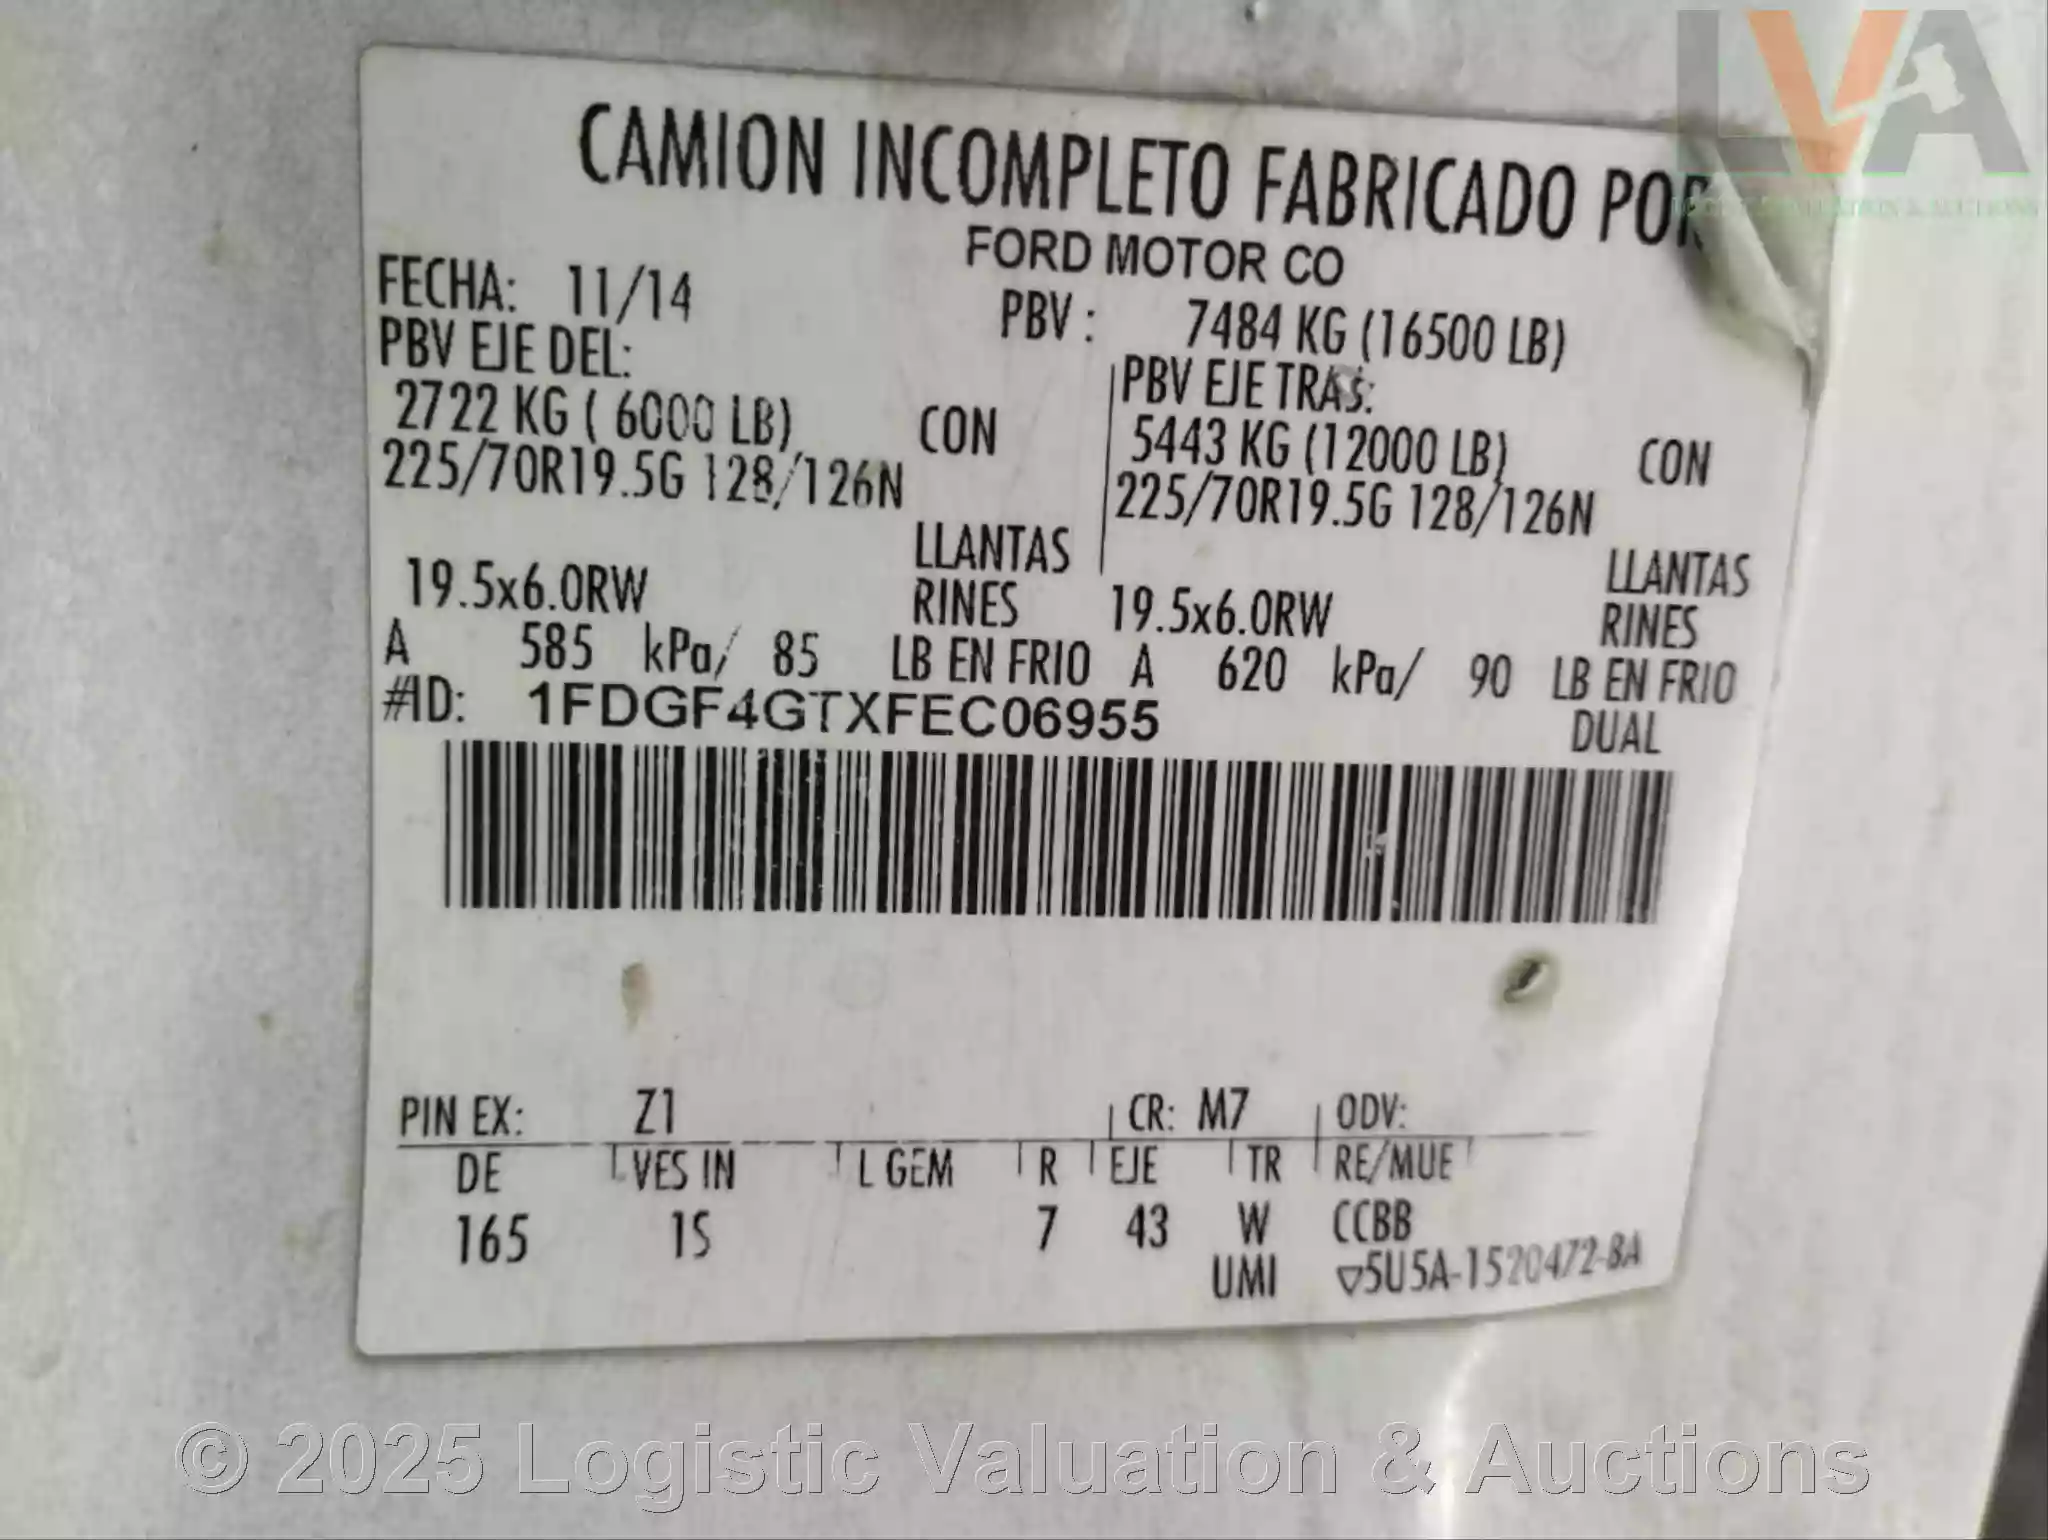 LVA
CAMION INCOMPLETO FABRICADO POR
FORD MOTOR CO
FECHA: 11/14
PBV : 7484 KG (16500 LB)
PBV EJE DEL:
PBV EJE TRAS:
2722 KG ( 6000 LB) CON
5443 KG (12000 LB) CON
225/70R19.5G 128/126N
225/70R19.5G 128/126N
LLANTAS
LLANTAS
19.5x6.0RW RINES
19.5x6.0RW RINES
A 585 kPa/ 85 LB EN FRIO
A 620 kPa/ 90 LB EN FRIO
#ID: 1FDGF4GTXFEC06955
DUAL
PIN EX: Z1 CR: M7 ODV:
DE VES IN L GEM R EJE TR RE/MUE
165 1S 7 43 W CCBB
UMI ▽5U5A-1520472-BA
© 2025 Logistic Valuation & Auctions